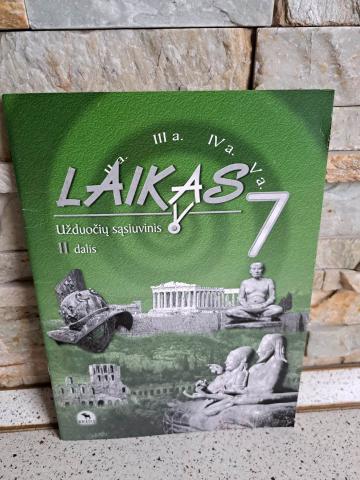 II a.
III a.
IV a.
V a.
LAIKAS 7
Užduočių sąsiuvinis
II dalis